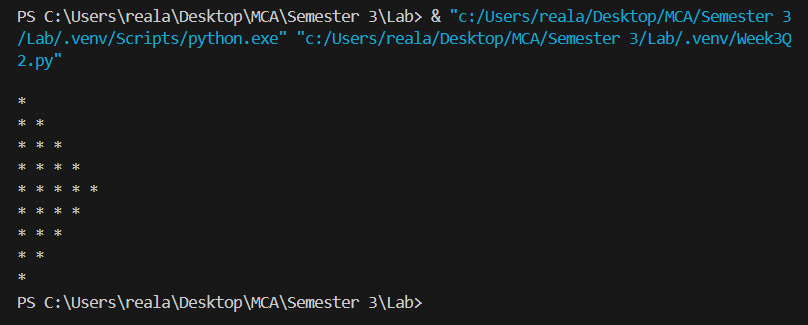 PS C:\Users\reala\Desktop\MCA\Semester 3\Lab> & "c:/Users/reala/Desktop/MCA/Semester 3
/Lab/.venv/Scripts/python.exe" "c:/Users/reala/Desktop/MCA/Semester 3/Lab/.venv/Week3Q
2.py"

*
* *
* * *
* * * *
* * * * *
* * * *
* * *
* *
*
PS C:\Users\reala\Desktop\MCA\Semester 3\Lab>